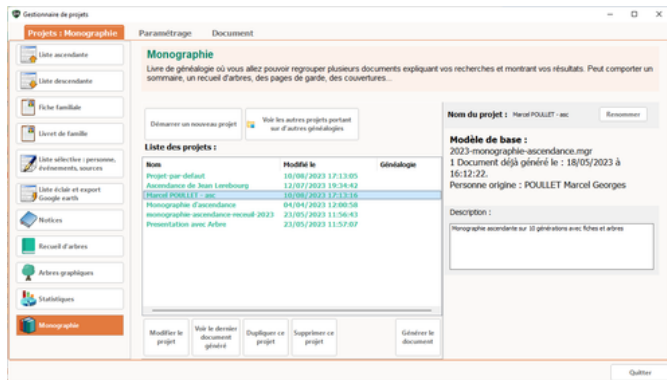 Gestionnaire de projets
Projets : Monographie
Paramétrage
Document
Liste ascendante
Liste descendante
Fiche familiale
Livret de famille
Liste sélective : personne,
événements, sources
Liste éclair et export
Google earth
Notices
Recueil d'arbres
Arbres graphiques
Statistiques
Monographie
Monographie
Livre de généalogie où vous allez pouvoir regrouper plusieurs documents expliquant vos recherches et montrant vos résultats. Peut comporter un
sommaire, un recueil d'arbres, des pages de garde, des couvertures...
Démarrer un nouveau projet
Voir les autres projets portant
sur d'autres généalogies
Liste des projets :
Nom Modifié le Généalogie
Projet-par-defaut 10/08/2023 17:13:05
Ascendance de Jean Lembourg 12/07/2023 19:34:42
Marcel POULLET - asc 10/08/2023 17:13:16
Monographie d'ascendance 04/04/2023 12:00:58
monographie-ascendance-recueil-2023 23/05/2023 11:56:43
Presentation avec Arbre 23/05/2023 11:57:07
Modifier le
projet
Voir le dernier
document
généré
Dupliquer ce
projet
Supprimer ce
projet
Générer le
document
Nom du projet : Marcel POULLET - asc
Renommer
Modèle de base :
2023-monographie-ascendance.mgr
1 Document déjà généré le : 18/05/2023 à
16:12:22.
Personne origine : POULLET Marcel Georges
Description :
Monographie ascendante sur 10 générations avec fiches et arbres
Quitter